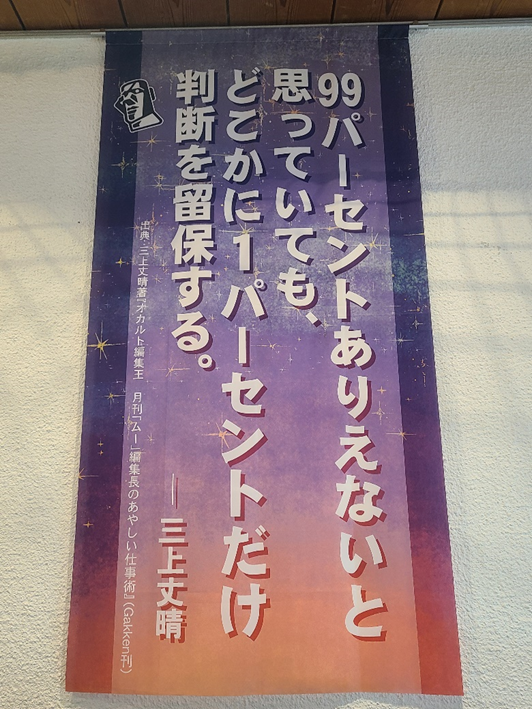 99パーセントありえないと
思っていても、
どこかに1パーセントだけ
判断を留保する。
──三上丈晴
出典:三上丈晴著『オカルト編集王 月刊「ムー」編集長のあやしい仕事術』(Gakken刊)